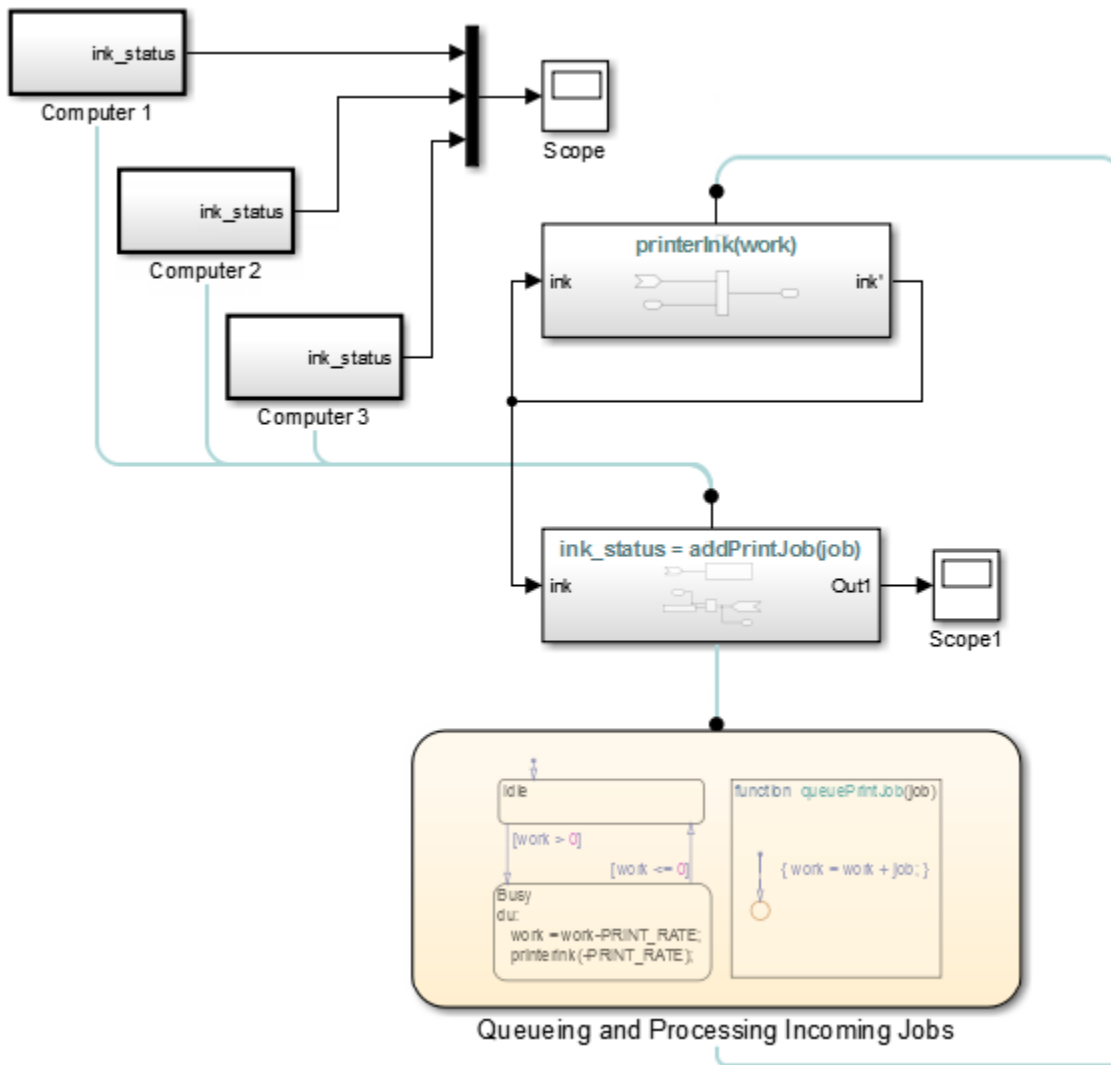 ink_status
Computer 1
ink_status
Computer 2
ink_status
Computer 3
Scope
printerInk(work)
ink
ink'
ink_status = addPrintJob(job)
ink
Out1
Scope1
Idle
[work > 0]
[work <= 0]
Busy
du:
work =work-PRINT_RATE;
printerInk(-PRINT_RATE);
function queuePrintJob(job)
{ work = work + job; }
Queueing and Processing Incoming Jobs